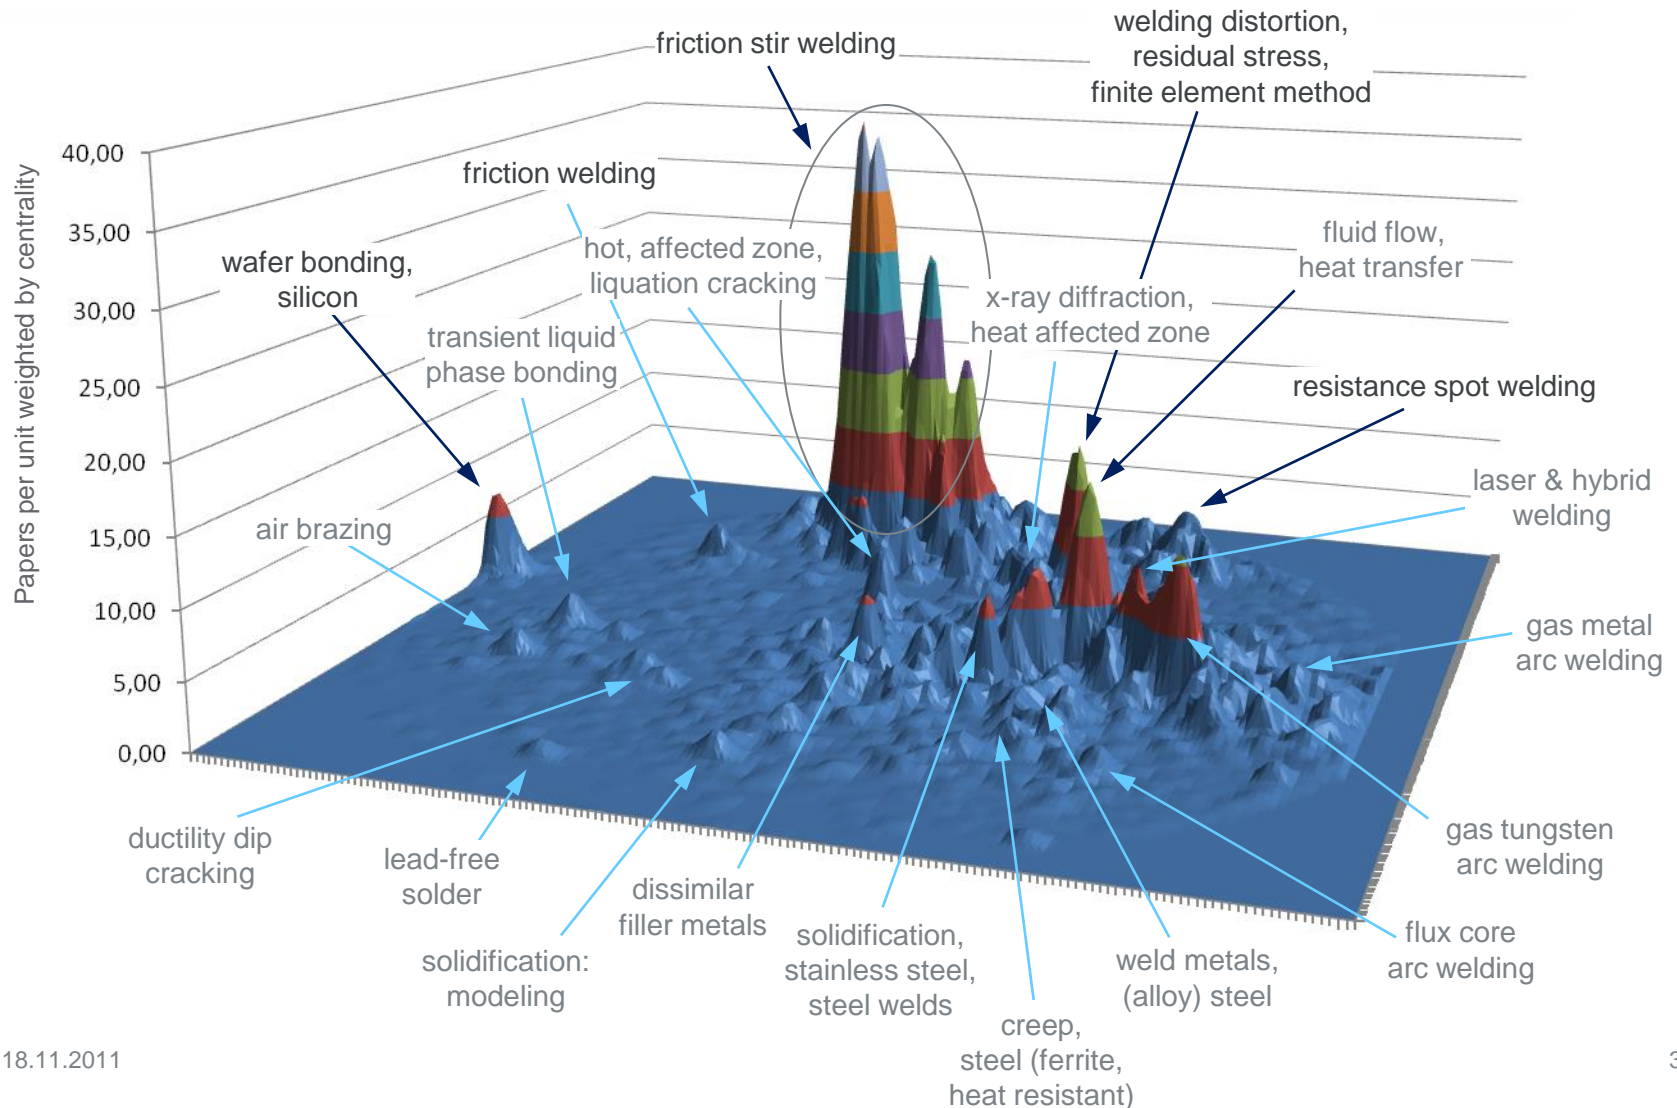 welding distortion,
residual stress,
finite element method
friction stir welding
friction welding
hot, affected zone,
liquation cracking
wafer bonding,
silicon
transient liquid
phase bonding
air brazing
x-ray diffraction,
heat affected zone
fluid flow,
heat transfer
resistance spot welding
laser & hybrid
welding
gas metal
arc welding
gas tungsten
arc welding
flux core
arc welding
weld metals,
(alloy) steel
creep,
steel (ferrite,
heat resistant)
solidification,
stainless steel,
steel welds
dissimilar
filler metals
solidification:
modeling
lead-free
solder
ductility dip
cracking
Papers per unit weighted by centrality
40,00
35,00
30,00
25,00
20,00
15,00
10,00
5,00
0,00
18.11.2011
3